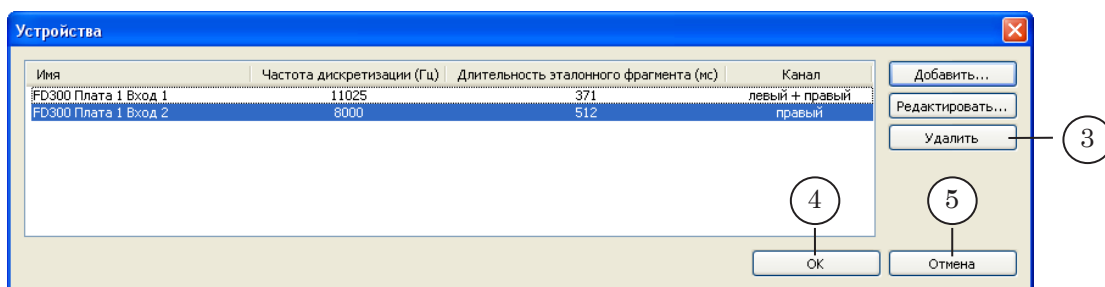 Устройства
Имя Частота дискретизации (Гц) Длительность эталонного фрагмента (мс) Канал
FD300 Плата 1 Вход 1 11025 371 левый + правый
FD300 Плата 1 Вход 2 8000 512 правый
Добавить...
Редактировать...
Удалить
3
4
5
OK
Отмена